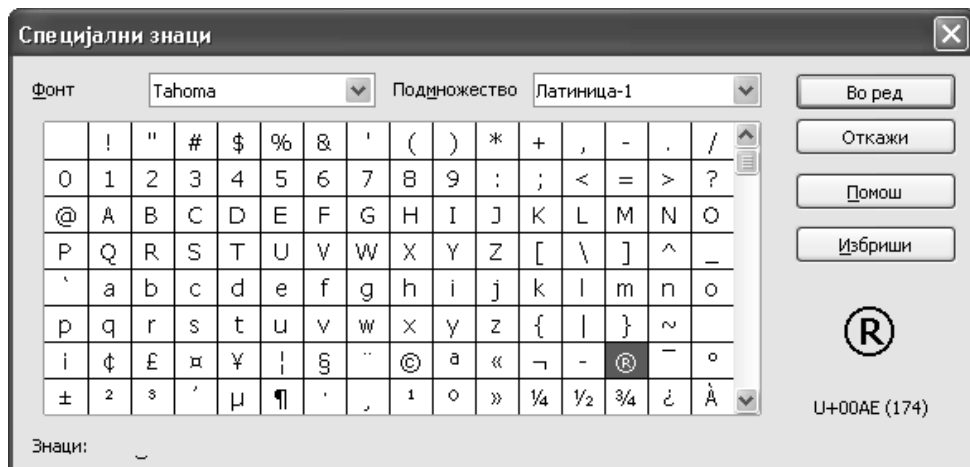 Специјални знаци
Фонт Tahoma Подмножество Латиница-1 Во ред
! " # $ % & ' ( ) * + , - . / Откажи
0 1 2 3 4 5 6 7 8 9 : ; < = > ?
@ A B C D E F G H I J K L M N O Помош
P Q R S T U V W X Y Z [ \ ] ^ _ Избриши
` a b c d e f g h i j k l m n o
p q r s t u v w x y z { | } ~
¡ ¢ £ ¤ ¥ ¦ § ¨ © ª « ¬ - ® ¯ ° ®
± ² ³ ´ µ ¶ · ¸ ¹ º » ¼ ½ ¾ ¿ À U+00AE (174)
Знаци: